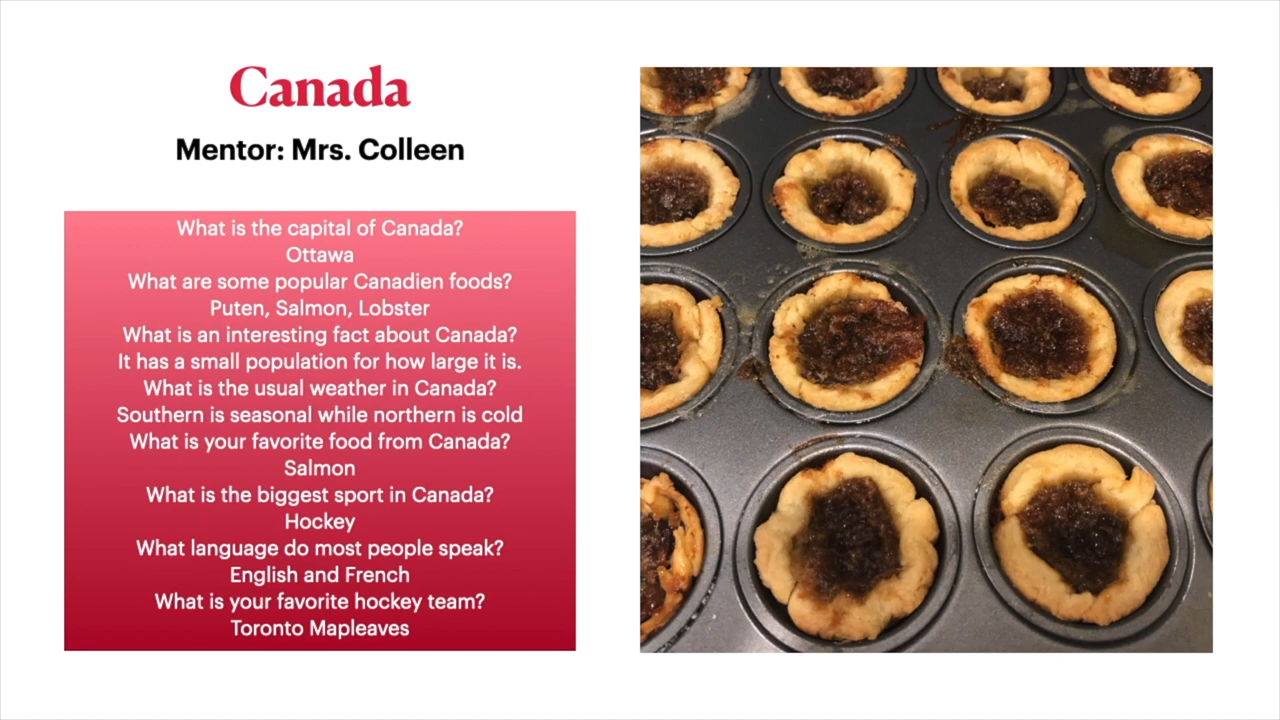 Canada
Mentor: Mrs. Colleen
What is the capital of Canada?
Ottawa
What are some popular Canadien foods?
Puten, Salmon, Lobster
What is an interesting fact about Canada?
It has a small population for how large it is.
What is the usual weather in Canada?
Southern is seasonal while northern is cold
What is your favorite food from Canada?
Salmon
What is the biggest sport in Canada?
Hockey
What language do most people speak?
English and French
What is your favorite hockey team?
Toronto Mapleaves